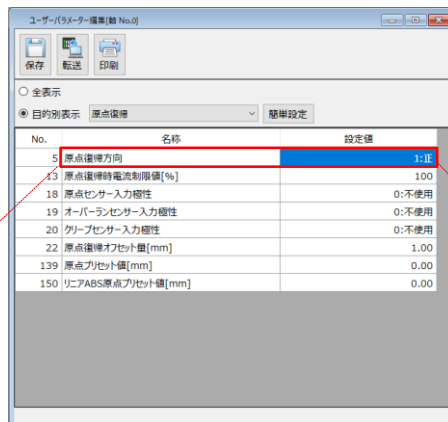 ユーザーパラメーター編集[軸 No.0]
保存 転送 印刷
全表示
目的別表示 原点復帰 簡単設定
No. 名称 設定値
5 原点復帰方向 1:正
13 原点復帰時電流制限値[%] 100
18 原点センサー入力極性 0:不使用
19 オーバーランセンサー入力極性 0:不使用
20 クリープセンサー入力極性 0:不使用
22 原点復帰オフセット量[mm] 1.00
139 原点プリセット値[mm] 0.00
150 リニアABS原点プリセット値[mm] 0.00